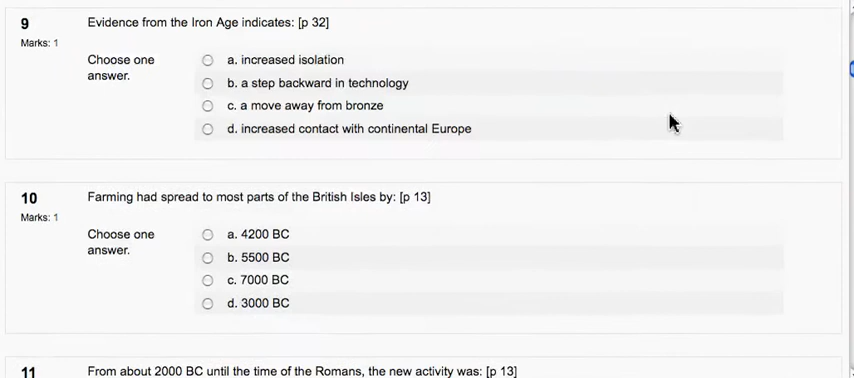 9 Evidence from the Iron Age indicates: [p 32]
Marks: 1
Choose one answer.
a. increased isolation
b. a step backward in technology
c. a move away from bronze
d. increased contact with continental Europe
10 Farming had spread to most parts of the British Isles by: [p 13]
Marks: 1
Choose one answer.
a. 4200 BC
b. 5500 BC
c. 7000 BC
d. 3000 BC
11 From about 2000 BC until the time of the Romans, the new activity was: [p 13]